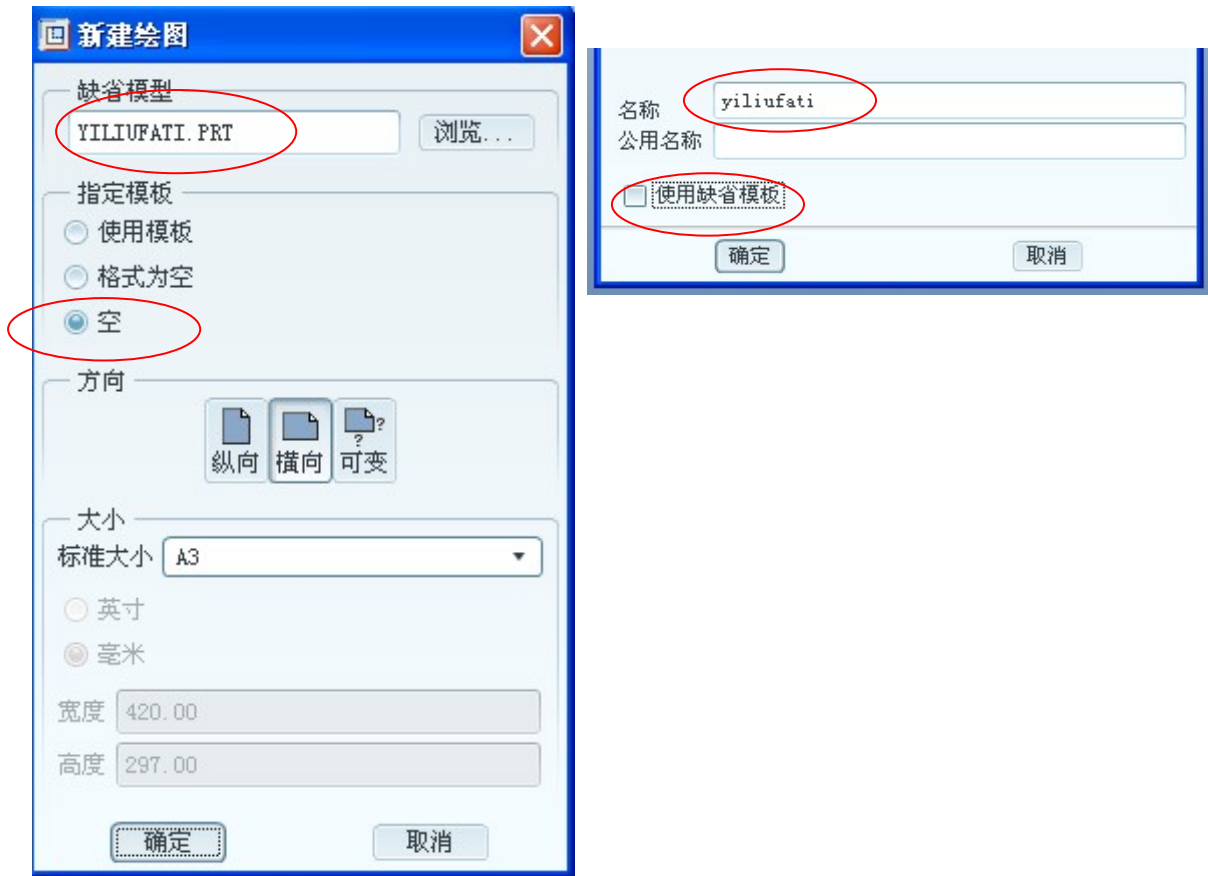 新建绘图
缺省模型
YILIUFATI.PRT
浏览...
指定模板
使用模板
格式为空
空
方向
纵向
横向
?
?
可变
大小
标准大小
A3
英寸
毫米
宽度
420.00
高度
297.00
确定
取消
名称
yiliufati
公用名称
使用缺省模板
确定
取消